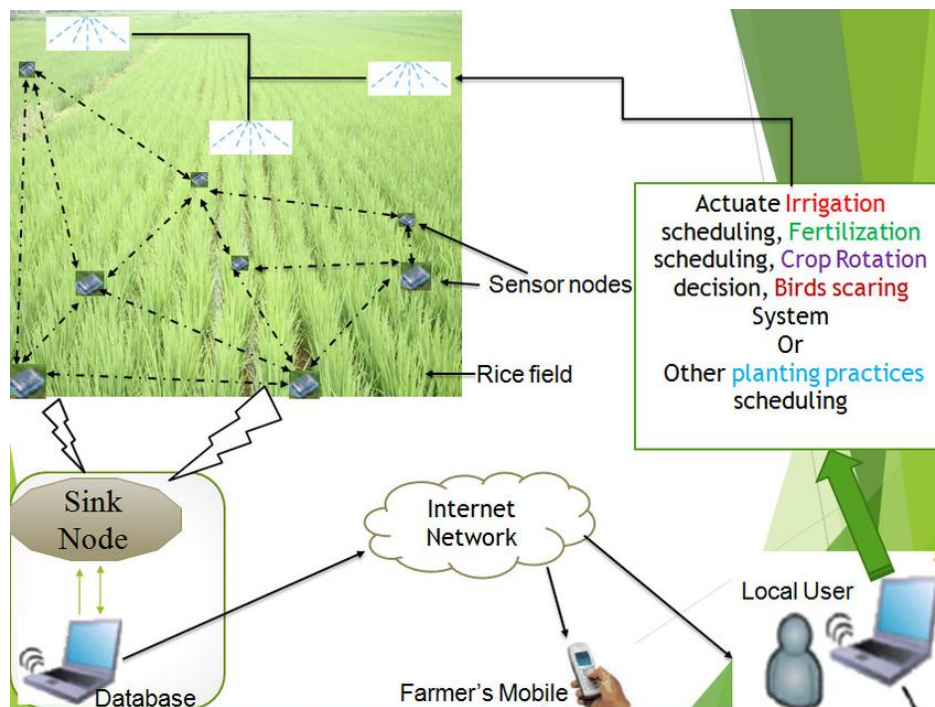 Actuate Irrigation
scheduling, Fertilization
scheduling, Crop Rotation
decision, Birds scaring
System
Or
Other planting practices
scheduling
Sensor nodes
Rice field
Sink
Node
Internet
Network
Local User
Database
Farmer's Mobile